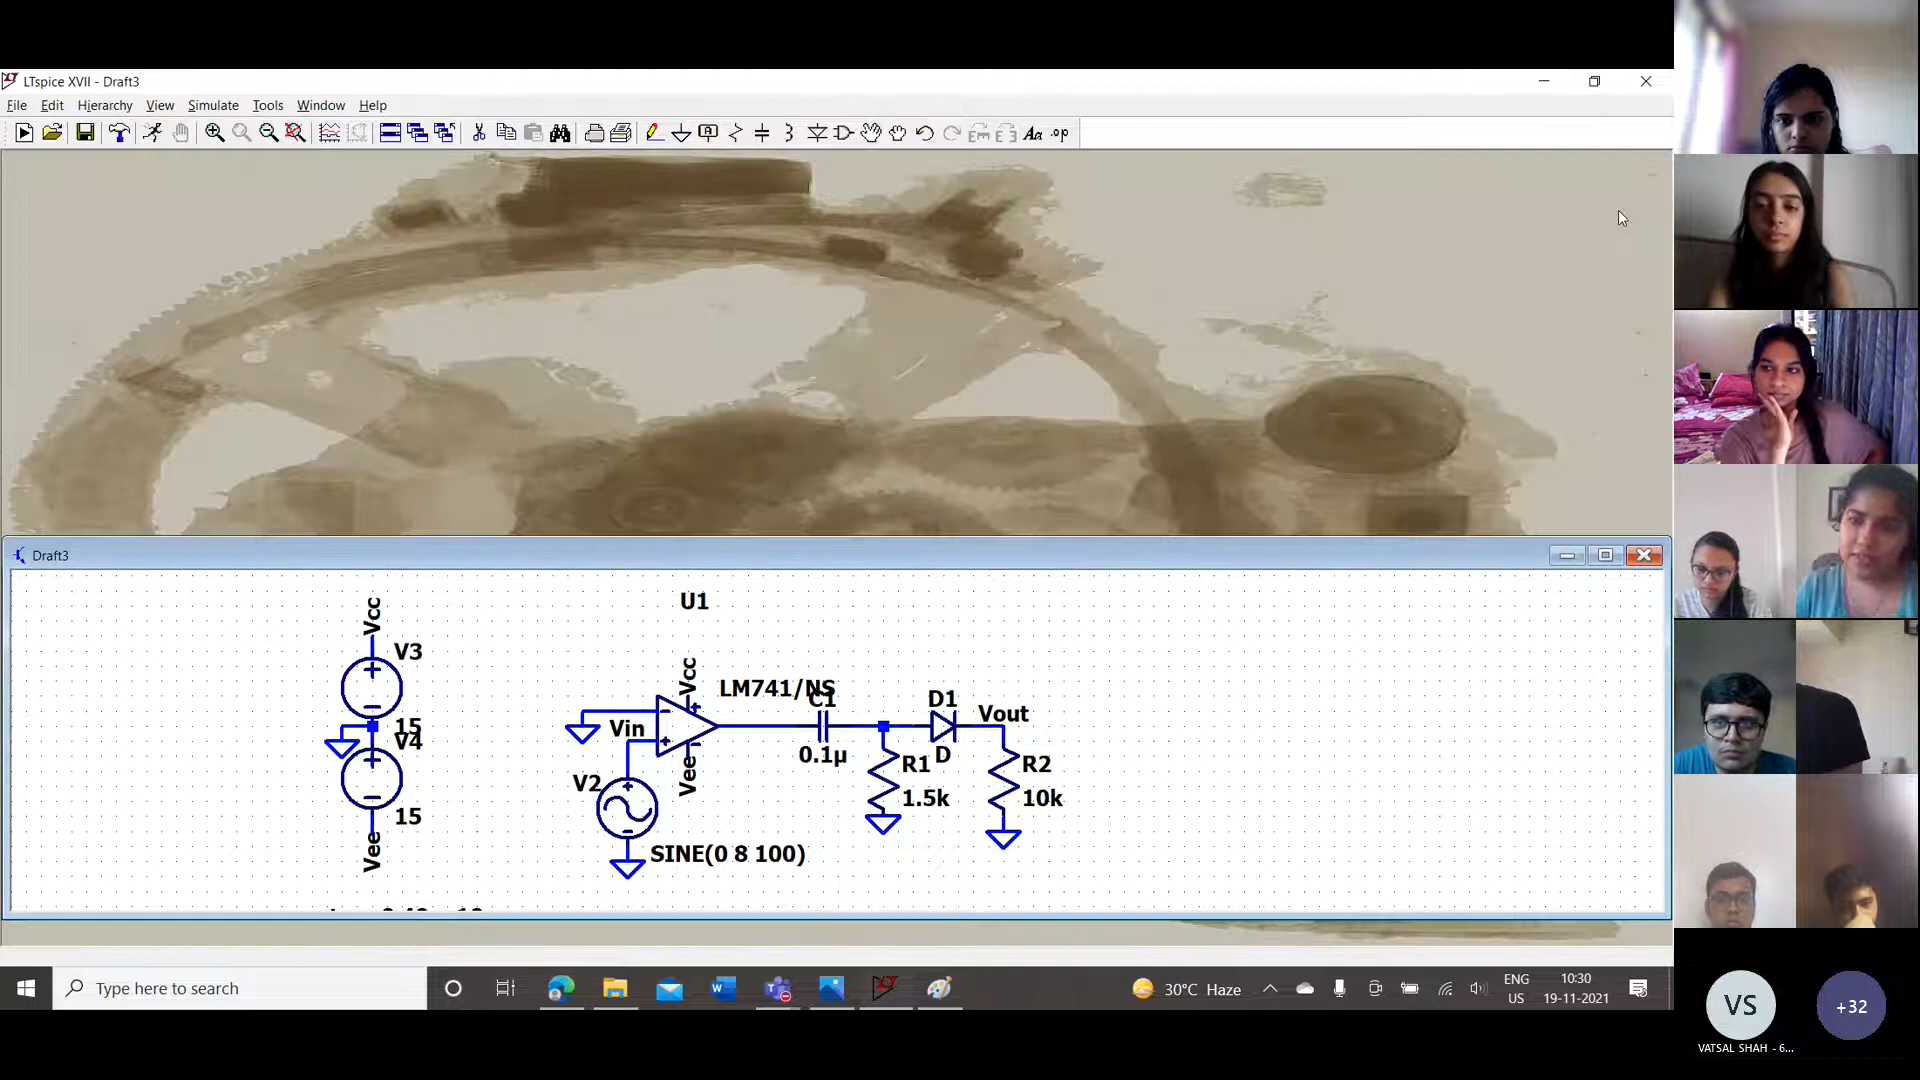 LTspice XVII - Draft3
File Edit Hierarchy View Simulate Tools Window Help
Draft3
Vcc
V3
15
V4
15
Vee
U1
Vcc
LM741/NS
Vin
Vee
V2
SINE(0 8 100)
C1
0.1µ
D1
D
R1
1.5k
Vout
R2
10k
Type here to search
30°C Haze
ENG
US
10:30
19-11-2021
VS
+32
VATSAL SHAH - 6...